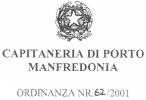 CAPITANERIA DI PORTO
MANFREDONIA
ORDINANZA NR.62/2001